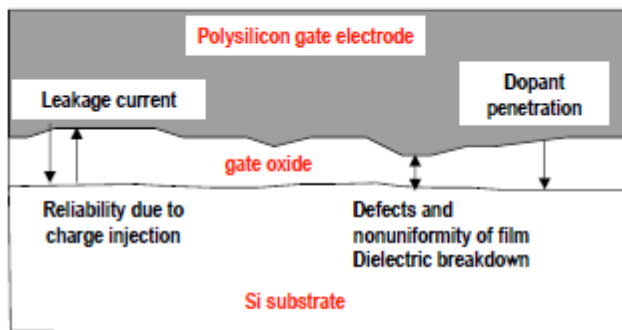 Polysilicon gate electrode
Leakage current
Dopant
penetration
gate oxide
Reliability due to
charge injection
Defects and
nonuniformity of film
Dielectric breakdown
Si substrate